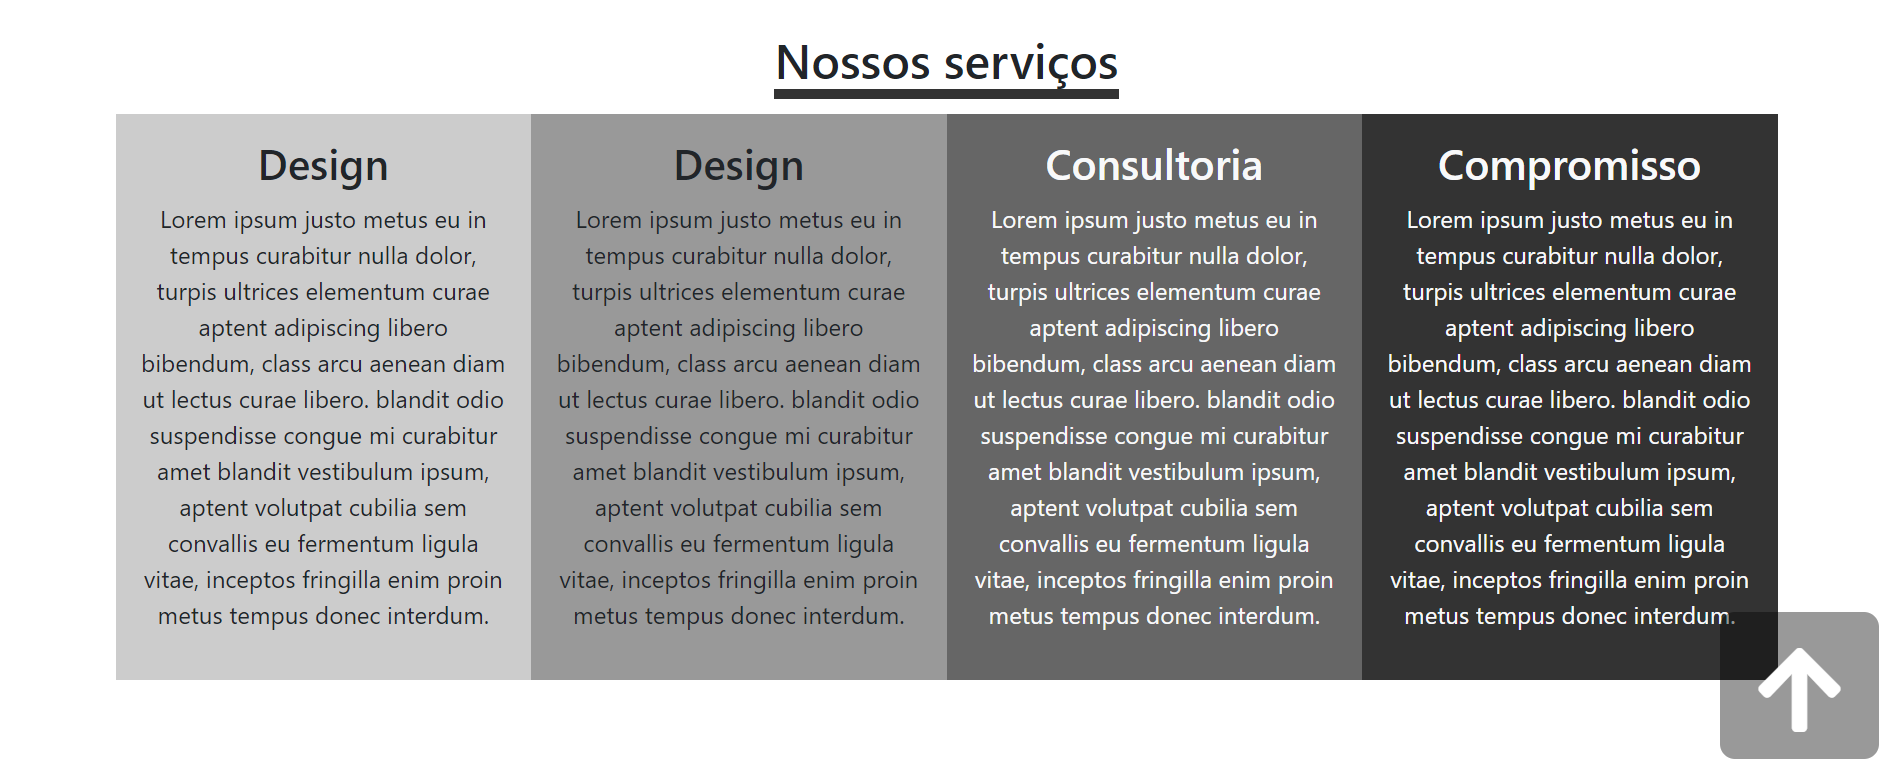 Nossos serviços
Design
Lorem ipsum justo metus eu in
tempus curabitur nulla dolor,
turpis ultrices elementum curae
aptent adipiscing libero
bibendum, class arcu aenean diam
ut lectus curae libero. blandit odio
suspendisse congue mi curabitur
amet blandit vestibulum ipsum,
aptent volutpat cubilia sem
convallis eu fermentum ligula
vitae, inceptos fringilla enim proin
metus tempus donec interdum.
Design
Lorem ipsum justo metus eu in
tempus curabitur nulla dolor,
turpis ultrices elementum curae
aptent adipiscing libero
bibendum, class arcu aenean diam
ut lectus curae libero. blandit odio
suspendisse congue mi curabitur
amet blandit vestibulum ipsum,
aptent volutpat cubilia sem
convallis eu fermentum ligula
vitae, inceptos fringilla enim proin
metus tempus donec interdum.
Consultoria
Lorem ipsum justo metus eu in
tempus curabitur nulla dolor,
turpis ultrices elementum curae
aptent adipiscing libero
bibendum, class arcu aenean diam
ut lectus curae libero. blandit odio
suspendisse congue mi curabitur
amet blandit vestibulum ipsum,
aptent volutpat cubilia sem
convallis eu fermentum ligula
vitae, inceptos fringilla enim proin
metus tempus donec interdum.
Compromisso
Lorem ipsum justo metus eu in
tempus curabitur nulla dolor,
turpis ultrices elementum curae
aptent adipiscing libero
bibendum, class arcu aenean diam
ut lectus curae libero. blandit odio
suspendisse congue mi curabitur
amet blandit vestibulum ipsum,
aptent volutpat cubilia sem
convallis eu fermentum ligula
vitae, inceptos fringilla enim proin
metus tempus donec interdum.